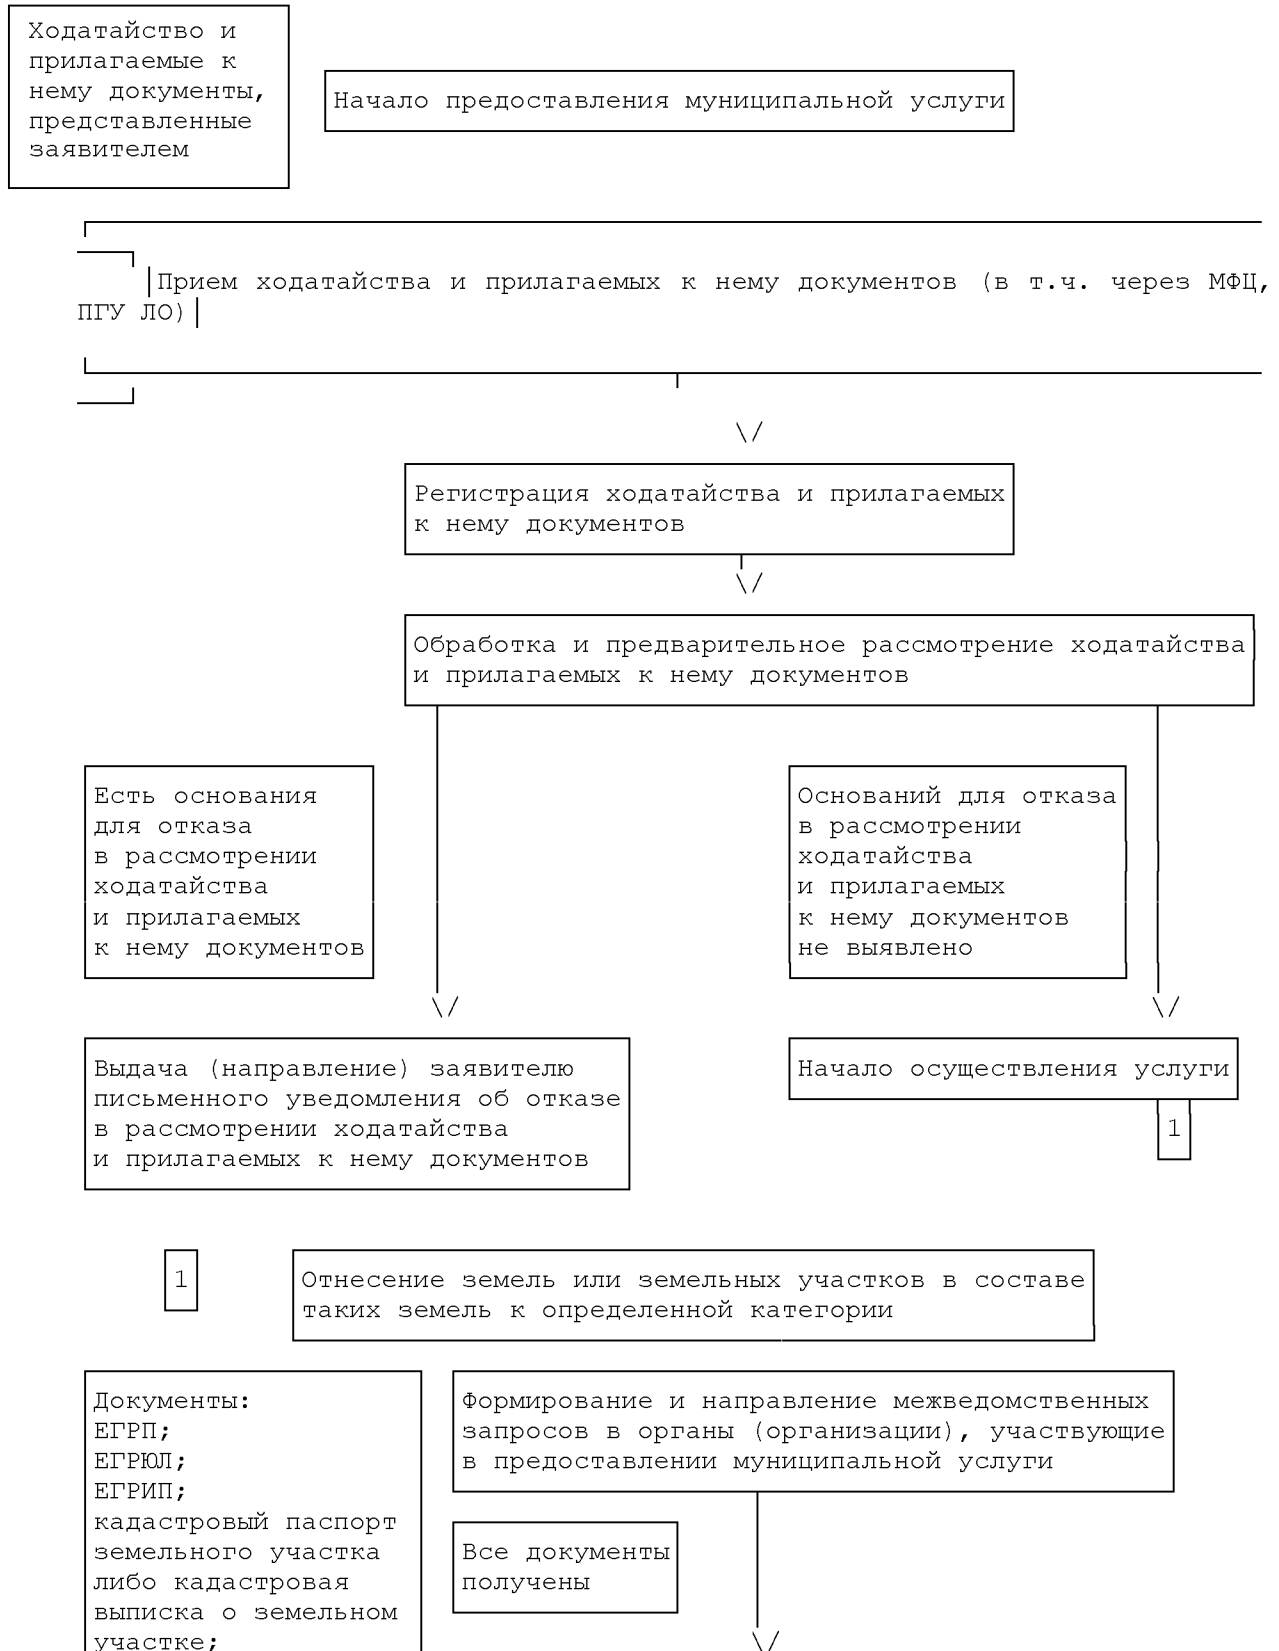 Ходатайство и
прилагаемые к
нему документы,
представленные
заявителем
Начало предоставления муниципальной услуги
Прием ходатайства и прилагаемых к нему документов (в т.ч. через МФЦ,
ПГУ ЛО)
\/
Регистрация ходатайства и прилагаемых
к нему документов
\/
Обработка и предварительное рассмотрение ходатайства
и прилагаемых к нему документов
Есть основания
для отказа
в рассмотрении
ходатайства
и прилагаемых
к нему документов
Оснований для отказа
в рассмотрении
ходатайства
и прилагаемых
к нему документов
не выявлено
\/ \/
Выдача (направление) заявителю
письменного уведомления об отказе
в рассмотрении ходатайства
и прилагаемых к нему документов
Начало осуществления услуги
1
1
Отнесение земель или земельных участков в составе
таких земель к определенной категории
Документы:
ЕГРП;
ЕГРЮЛ;
ЕГРИП;
кадастровый паспорт
земельного участка
либо кадастровая
выписка о земельном
участке;
Формирование и направление межведомственных
запросов в органы (организации), участвующие
в предоставлении муниципальной услуги
Все документы
получены
\/